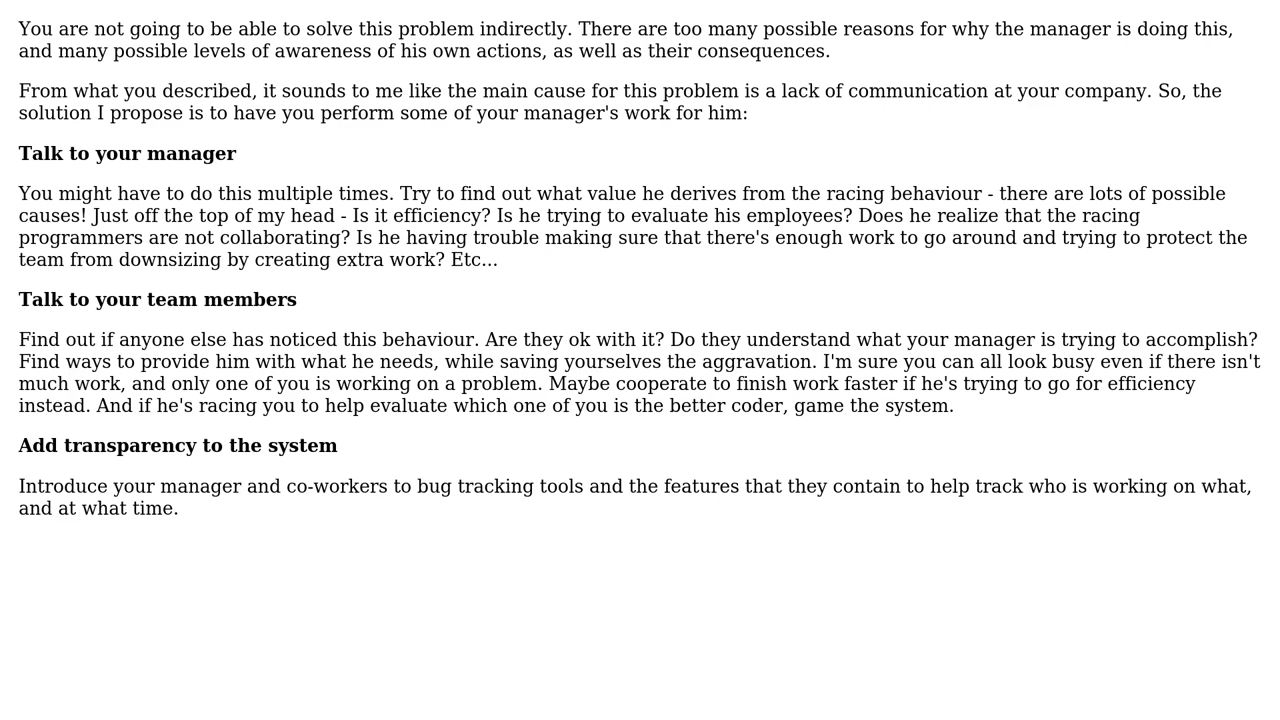 You are not going to be able to solve this problem indirectly. There are too many possible reasons for why the manager is doing this,
and many possible levels of awareness of his own actions, as well as their consequences.
From what you described, it sounds to me like the main cause for this problem is a lack of communication at your company. So, the
solution I propose is to have you perform some of your manager's work for him:
Talk to your manager
You might have to do this multiple times. Try to find out what value he derives from the racing behaviour - there are lots of possible
causes! Just off the top of my head - Is it efficiency? Is he trying to evaluate his employees? Does he realize that the racing
programmers are not collaborating? Is he having trouble making sure that there's enough work to go around and trying to protect the
team from downsizing by creating extra work? Etc...
Talk to your team members
Find out if anyone else has noticed this behaviour. Are they ok with it? Do they understand what your manager is trying to accomplish?
Find ways to provide him with what he needs, while saving yourselves the aggravation. I'm sure you can all look busy even if there isn't
much work, and only one of you is working on a problem. Maybe cooperate to finish work faster if he's trying to go for efficiency
instead. And if he's racing you to help evaluate which one of you is the better coder, game the system.
Add transparency to the system
Introduce your manager and co-workers to bug tracking tools and the features that they contain to help track who is working on what,
and at what time.